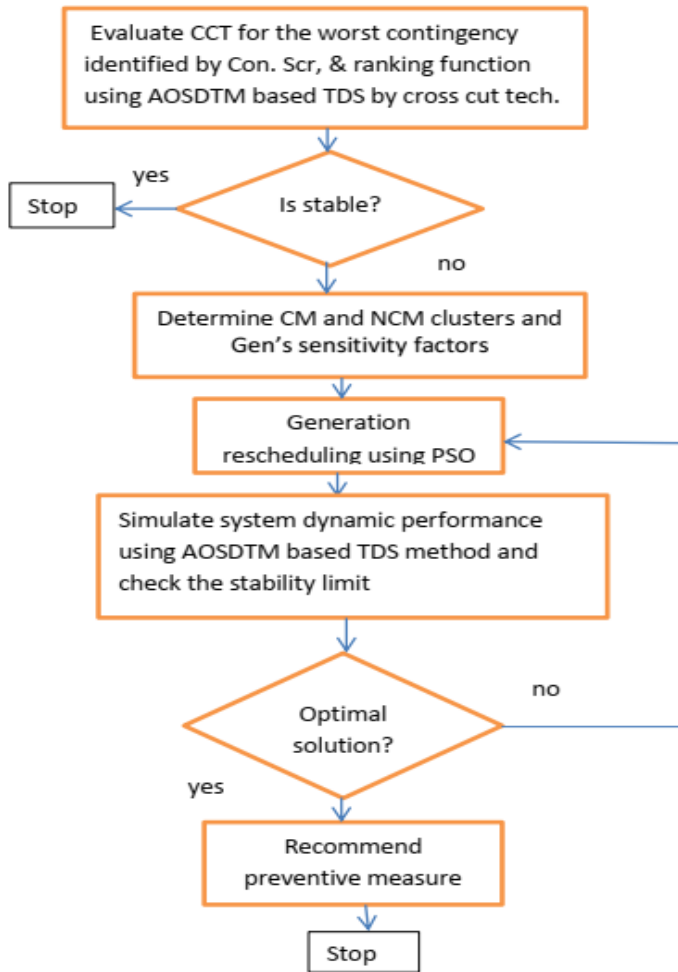 Evaluate CCT for the worst contingency
identified by Con. Scr, & ranking function
using AOSDTM based TDS by cross cut tech.
yes
Stop
Is stable?
no
Determine CM and NCM clusters and
Gen's sensitivity factors
Generation
rescheduling using PSO
Simulate system dynamic performance
using AOSDTM based TDS method and
check the stability limit
no
Optimal
solution?
yes
Recommend
preventive measure
Stop